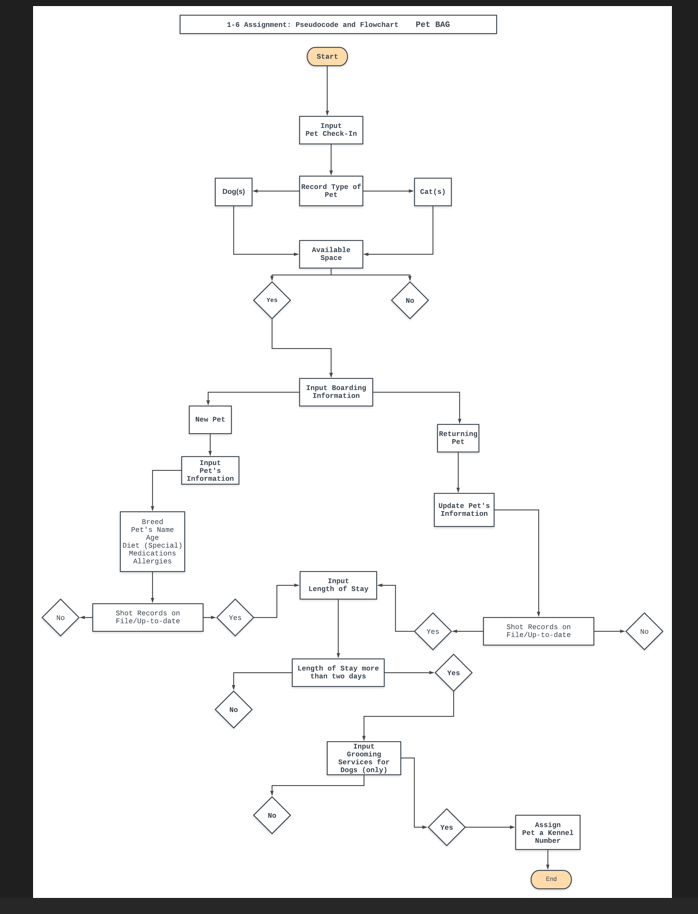 1-6 Assignment: Pseudocode and Flowchart Pet BAG
Start
Input
Pet Check-In
Dog(s)
Record Type of
Pet
Cat(s)
Available
Space
Yes
No
Input Boarding
Information
New Pet
Returning
Pet
Input
Pet's
Information
Update Pet's
Information
Breed
Pet's Name
Age
Diet (Special)
Medications
Allergies
Input
Length of Stay
No
Shot Records on
File/Up-to-date
Yes
Yes
Shot Records on
File/Up-to-date
No
Length of Stay more
than two days
Yes
No
Input
Grooming
Services for
Dogs (only)
No
Yes
Assign
Pet a Kennel
Number
End